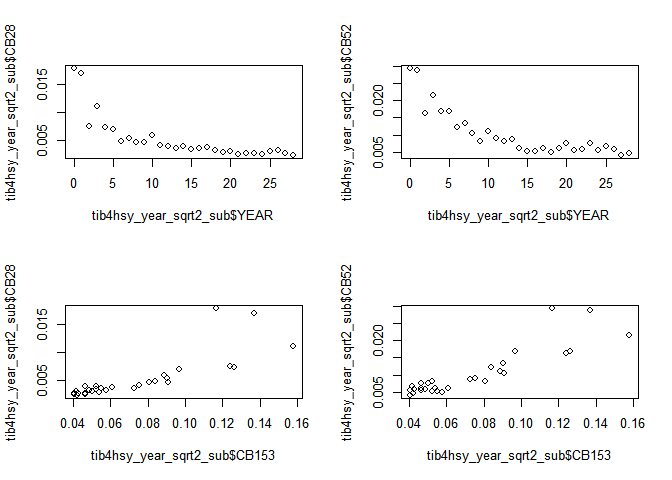 tib4hsy_year_sqrt2_sub$CB28
0.005 0.015
0 5 10 15 20 25
tib4hsy_year_sqrt2_sub$YEAR
tib4hsy_year_sqrt2_sub$CB52
0.005 0.020
0 5 10 15 20 25
tib4hsy_year_sqrt2_sub$YEAR
tib4hsy_year_sqrt2_sub$CB28
0.005 0.015
0.04 0.06 0.08 0.10 0.12 0.14 0.16
tib4hsy_year_sqrt2_sub$CB153
tib4hsy_year_sqrt2_sub$CB52
0.005 0.020
0.04 0.06 0.08 0.10 0.12 0.14 0.16
tib4hsy_year_sqrt2_sub$CB153